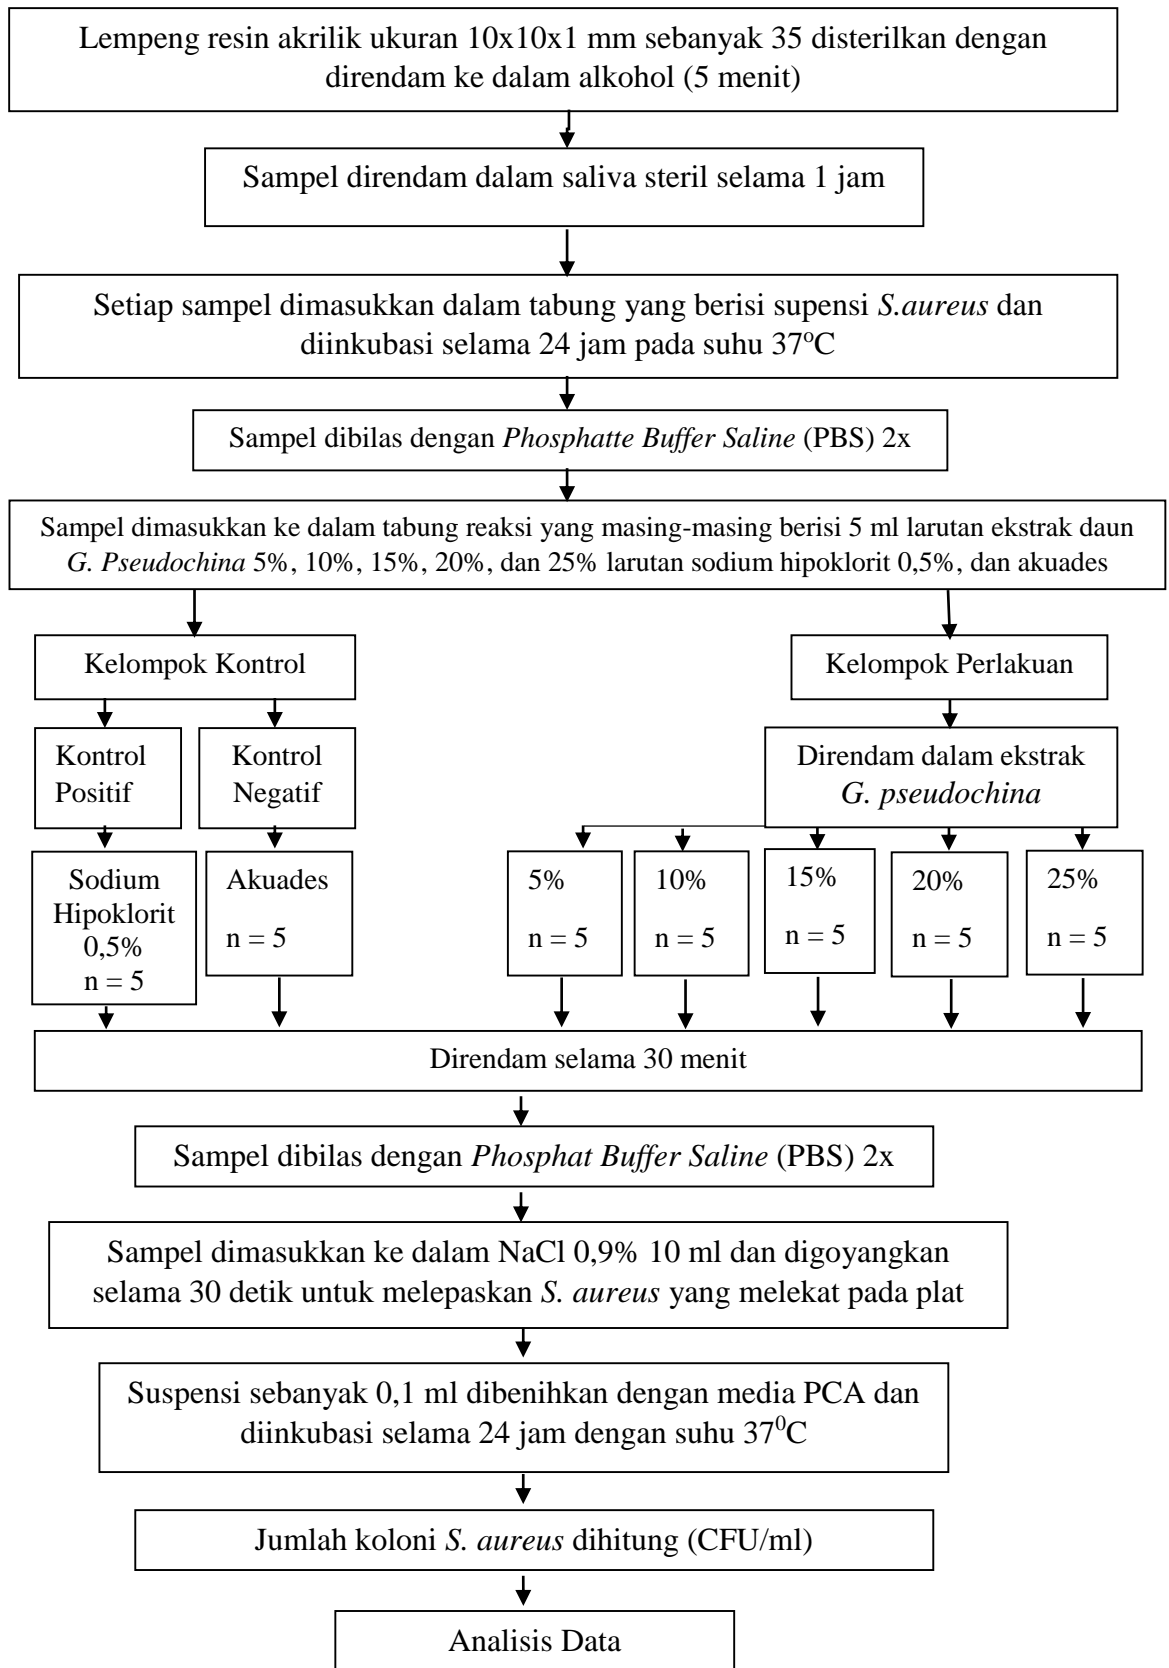 Lempeng resin akrilik ukuran 10x10x1 mm sebanyak 35 disterilkan dengan
direndam ke dalam alkohol (5 menit)
Sampel direndam dalam saliva steril selama 1 jam
Setiap sampel dimasukkan dalam tabung yang berisi supensi S.aureus dan
diinkubasi selama 24 jam pada suhu 37°C
Sampel dibilas dengan Phosphatte Buffer Saline (PBS) 2x
Sampel dimasukkan ke dalam tabung reaksi yang masing-masing berisi 5 ml larutan ekstrak daun
G. Pseudochina 5%, 10%, 15%, 20%, dan 25% larutan sodium hipoklorit 0,5%, dan akuades
Kelompok Kontrol
Kelompok Perlakuan
Kontrol
Positif
Kontrol
Negatif
Direndam dalam ekstrak
G. pseudochina
Sodium
Hipoklorit
0,5%
n = 5
Akuades
n = 5
5%
n = 5
10%
n = 5
15%
n = 5
20%
n = 5
25%
n = 5
Direndam selama 30 menit
Sampel dibilas dengan Phosphat Buffer Saline (PBS) 2x
Sampel dimasukkan ke dalam NaCl 0,9% 10 ml dan digoyangkan
selama 30 detik untuk melepaskan S. aureus yang melekat pada plat
Suspensi sebanyak 0,1 ml dibenihkan dengan media PCA dan
diinkubasi selama 24 jam dengan suhu 37⁰C
Jumlah koloni S. aureus dihitung (CFU/ml)
Analisis Data